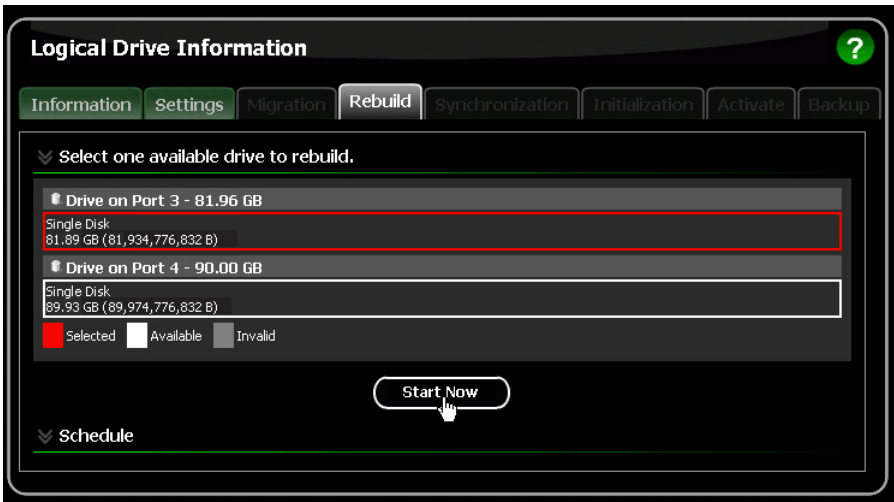 Logical Drive Information
?
Information Settings Migration Rebuild Synchronization Initialization Activate Backup
Select one available drive to rebuild.
Drive on Port 3 - 81.96 GB
Single Disk
81.89 GB (81,934,776,832 B)
Drive on Port 4 - 90.00 GB
Single Disk
89.93 GB (89,974,776,832 B)
Selected Available Invalid
Start Now
Schedule